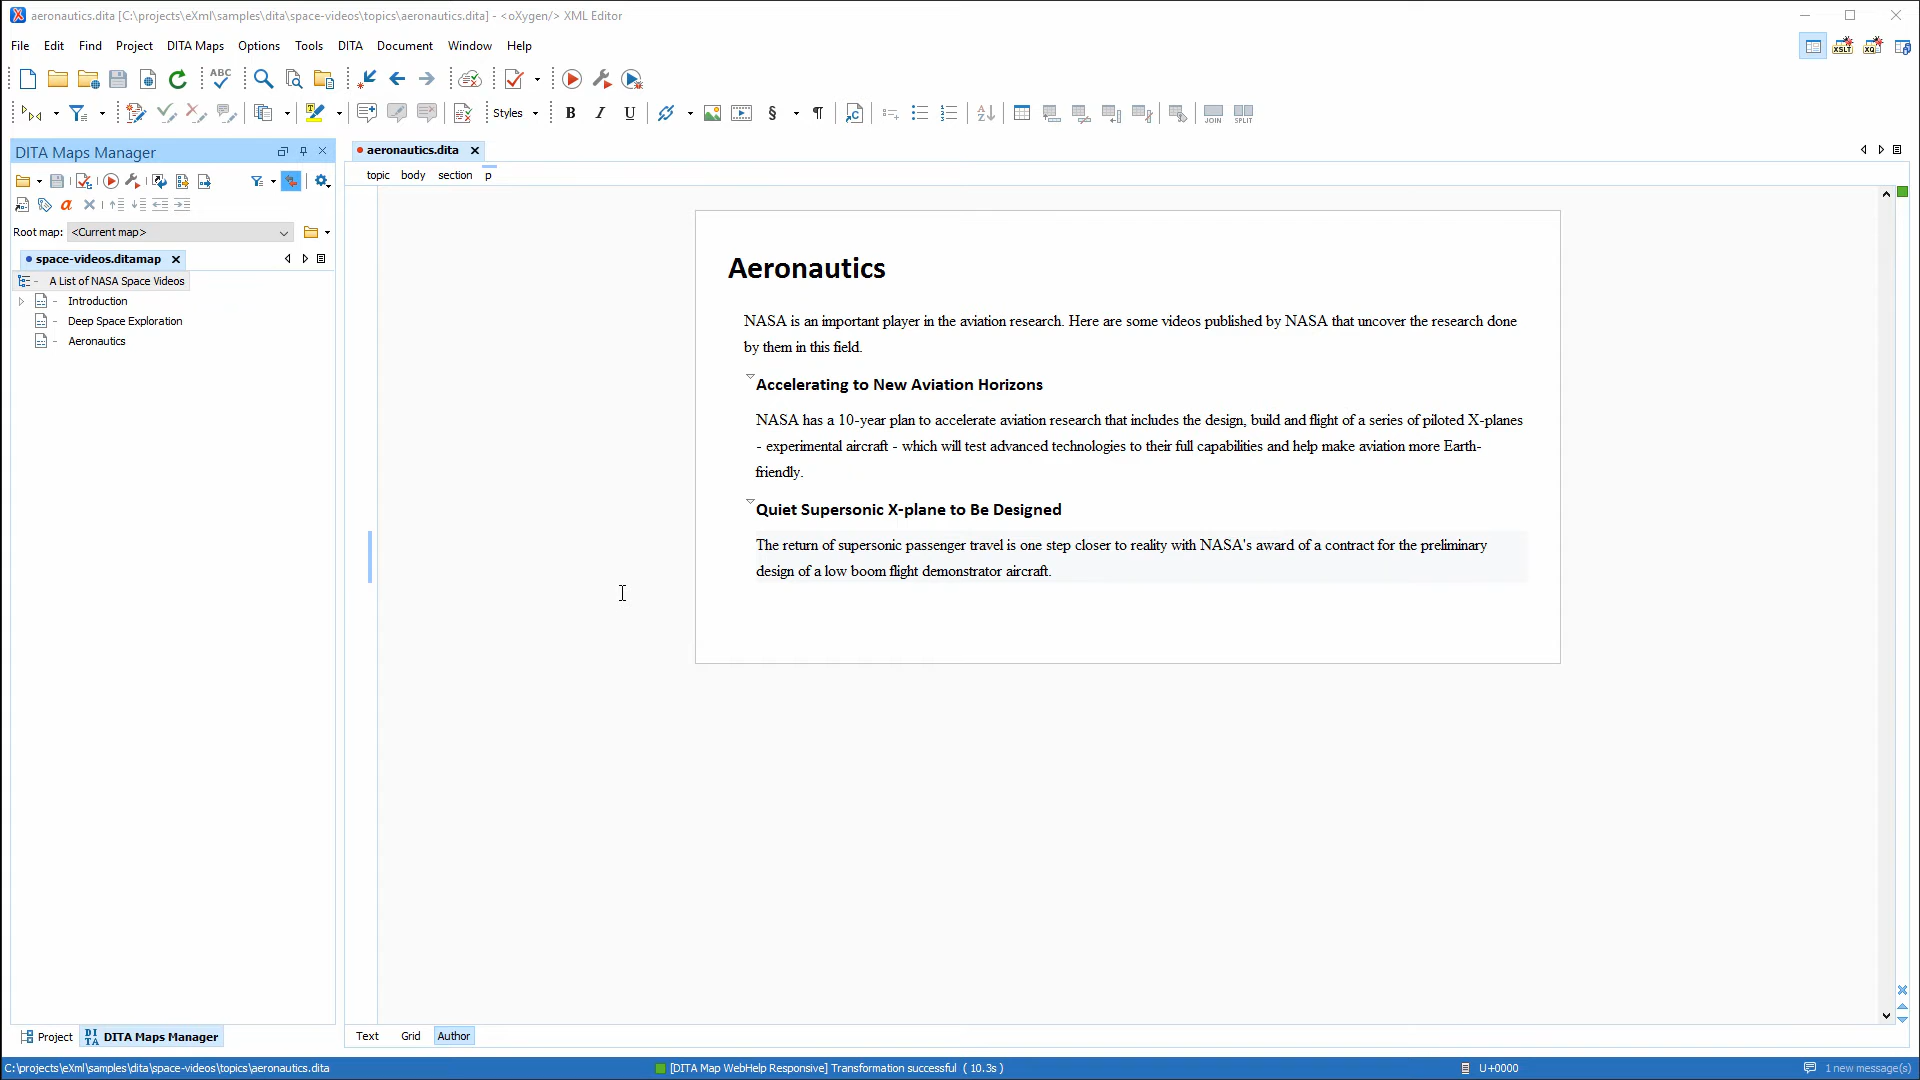 aeronautics.dita [C:\projects\eXml\samples\dita\space-videos\topics\aeronautics.dita] - <oXygen/> XML Editor
File Edit Find Project DITA Maps Options Tools DITA Document Window Help
XSLT XQ
ABC
Styles B I U § ¶ JOIN SPLIT
DITA Maps Manager
aeronautics.dita
topic body section p
Root map: <Current map>
space-videos.ditamap
A List of NASA Space Videos
Introduction
Deep Space Exploration
Aeronautics
Aeronautics
NASA is an important player in the aviation research. Here are some videos published by NASA that uncover the research done
by them in this field.
Accelerating to New Aviation Horizons
NASA has a 10-year plan to accelerate aviation research that includes the design, build and flight of a series of piloted X-planes
- experimental aircraft - which will test advanced technologies to their full capabilities and help make aviation more Earth-
friendly.
Quiet Supersonic X-plane to Be Designed
The return of supersonic passenger travel is one step closer to reality with NASA's award of a contract for the preliminary
design of a low boom flight demonstrator aircraft.
Project DITA DITA Maps Manager
Text Grid Author
C:\projects\eXml\samples\dita\space-videos\topics\aeronautics.dita [DITA Map WebHelp Responsive] Transformation successful ( 10.3s ) U+0000 1 new message(s)